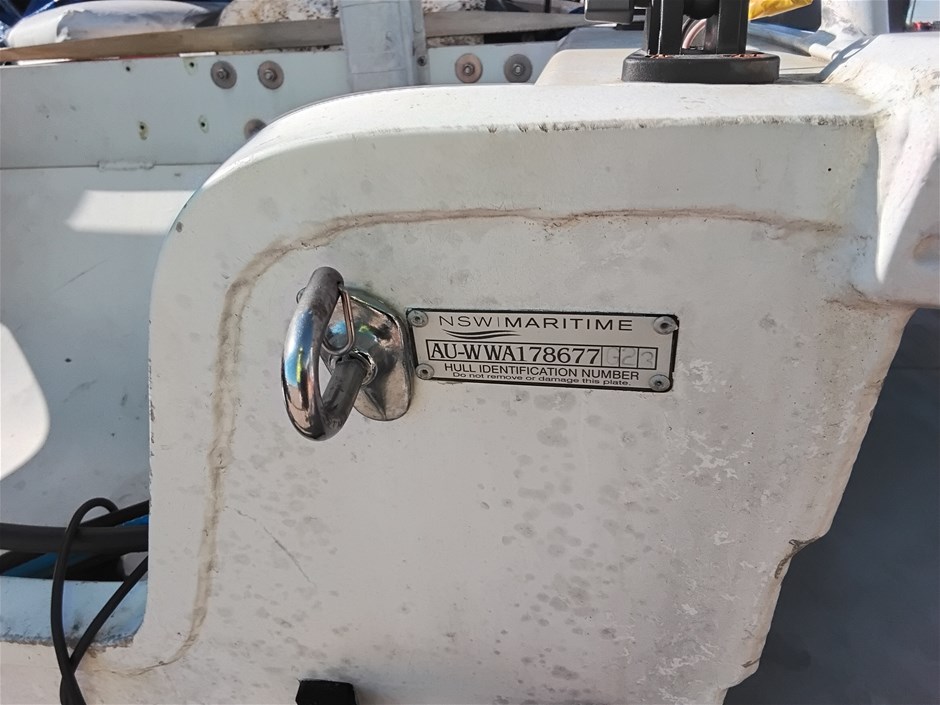 NSW|MARITIME
AU-WWA178677
HULL IDENTIFICATION NUMBER
Do not remove or damage this plate.